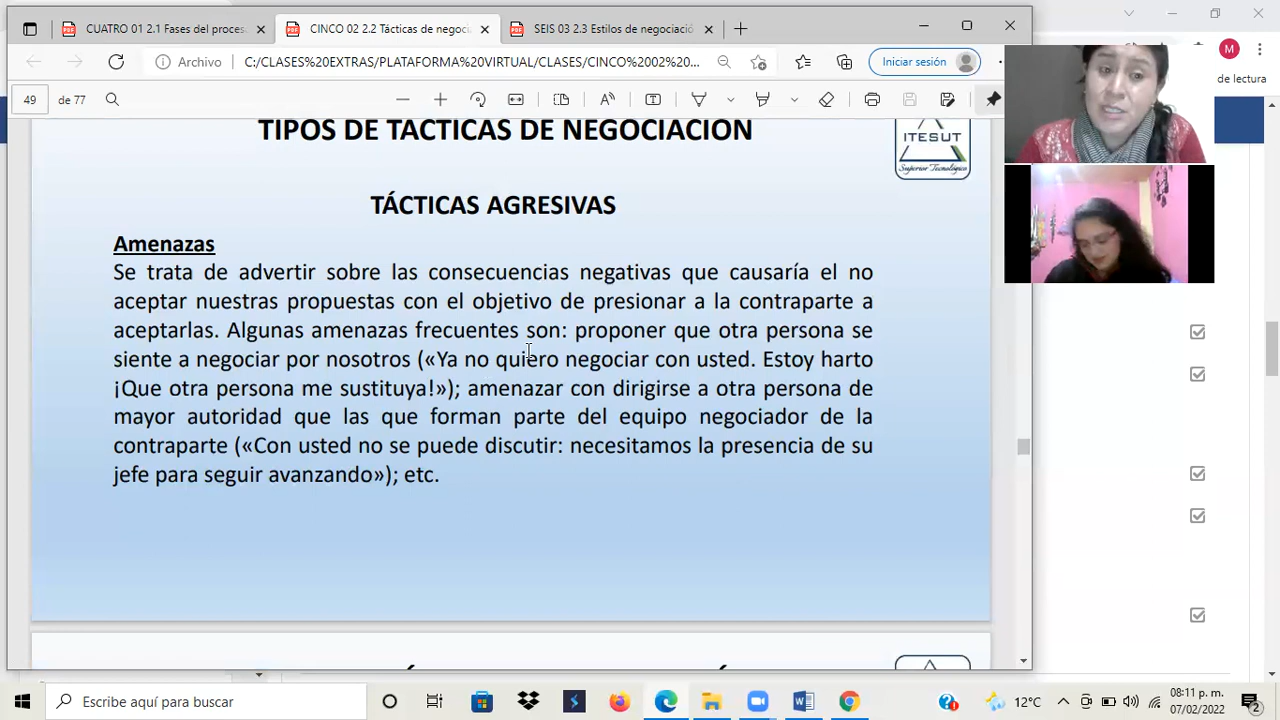 CUATRO 01 2.1 Fases del proces
CINCO 02 2.2 Tácticas de negoci
SEIS 03 2.3 Estilos de negociació
Archivo
C:/CLASES%20EXTRAS/PLATAFORMA%20VIRTUAL/CLASES/CINCO%2002%2...
Iniciar sesión
M
de lectura
49 de 77
TIPOS DE TACTICAS DE NEGOCIACION
ITESUT
Superior Tecnológico
TÁCTICAS AGRESIVAS
Amenazas
Se trata de advertir sobre las consecuencias negativas que causaría el no
aceptar nuestras propuestas con el objetivo de presionar a la contraparte a
aceptarlas. Algunas amenazas frecuentes son: proponer que otra persona se
siente a negociar por nosotros («Ya no quiero negociar con usted. Estoy harto
¡Que otra persona me sustituya!»); amenazar con dirigirse a otra persona de
mayor autoridad que las que forman parte del equipo negociador de la
contraparte («Con usted no se puede discutir: necesitamos la presencia de su
jefe para seguir avanzando»); etc.
Escribe aquí para buscar
12°C
08:11 p. m.
07/02/2022
2